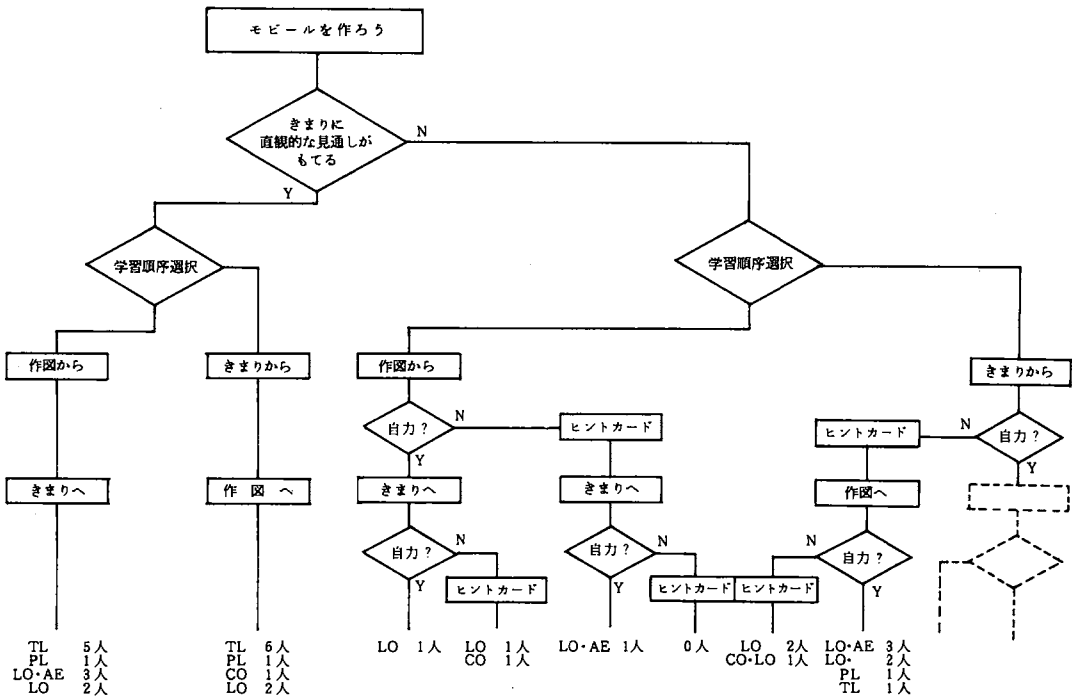 モビールを作ろう
きまりに
直観的な見通しが
もてる
N
Y
学習順序選択
学習順序選択
作図から
きまりから
作図から
きまりから
自力?
N
ヒントカード
ヒントカード
N
自力?
Y
Y
きまりへ
作図へ
きまりへ
きまりへ
作図へ
自力?
N
自力?
N
N
自力?
Y
Y
Y
ヒントカード
ヒントカード
ヒントカード
TL 5人
PL 1人
LO・AE 3人
LO 2人
TL 6人
PL 1人
CO 1人
LO 2人
LO 1人
LO 1人
CO 1人
LO・AE 1人
0人
LO 2人
CO・LO 1人
LO・AE 3人
LO・ 2人
PL 1人
TL 1人